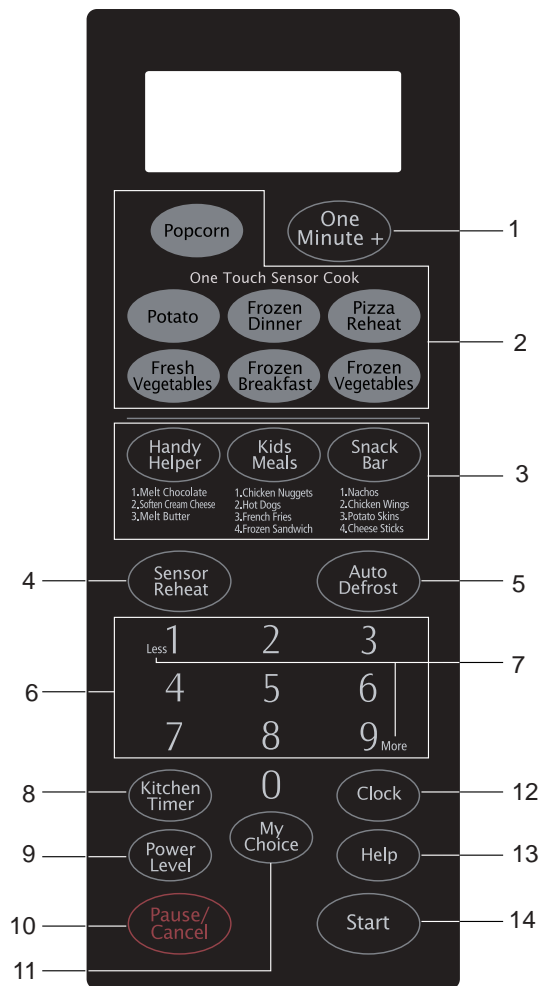 Popcorn
One
Minute +
1
One Touch Sensor Cook
Potato
Frozen
Dinner
Pizza
Reheat
2
Fresh
Vegetables
Frozen
Breakfast
Frozen
Vegetables
Handy
Helper
1.Melt Chocolate
2.Soften Cream Cheese
3.Melt Butter
Kids
Meals
1.Chicken Nuggets
2.Hot Dogs
3.French Fries
4.Frozen Sandwich
Snack
Bar
1.Nachos
2.Chicken Wings
3.Potato Skins
4.Cheese Sticks
3
4
Sensor
Reheat
Auto
Defrost
5
Less 1 2 3
7
6
4 5 6
7 8 9 More
8
Kitchen
Timer
0
Clock
12
9
Power
Level
My
Choice
Help
13
10
Pause/
Cancel
Start
14
11